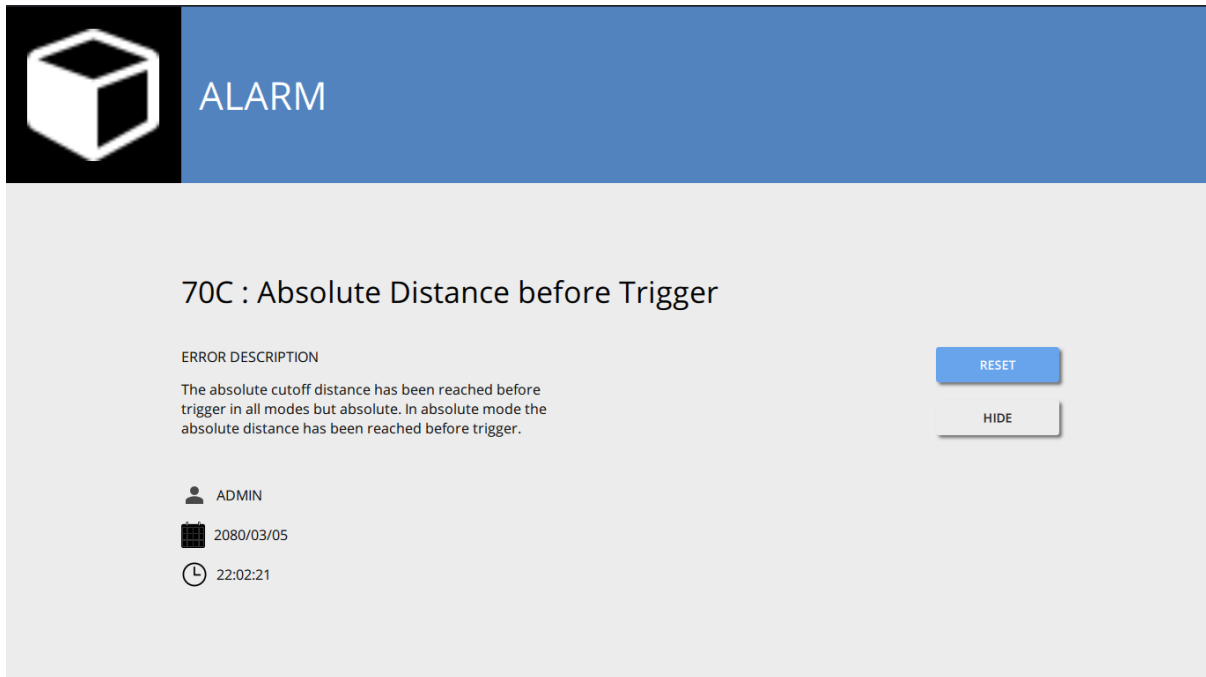 ALARM
70C : Absolute Distance before Trigger
ERROR DESCRIPTION
The absolute cutoff distance has been reached before
trigger in all modes but absolute. In absolute mode the
absolute distance has been reached before trigger.
RESET
HIDE
ADMIN
2080/03/05
22:02:21